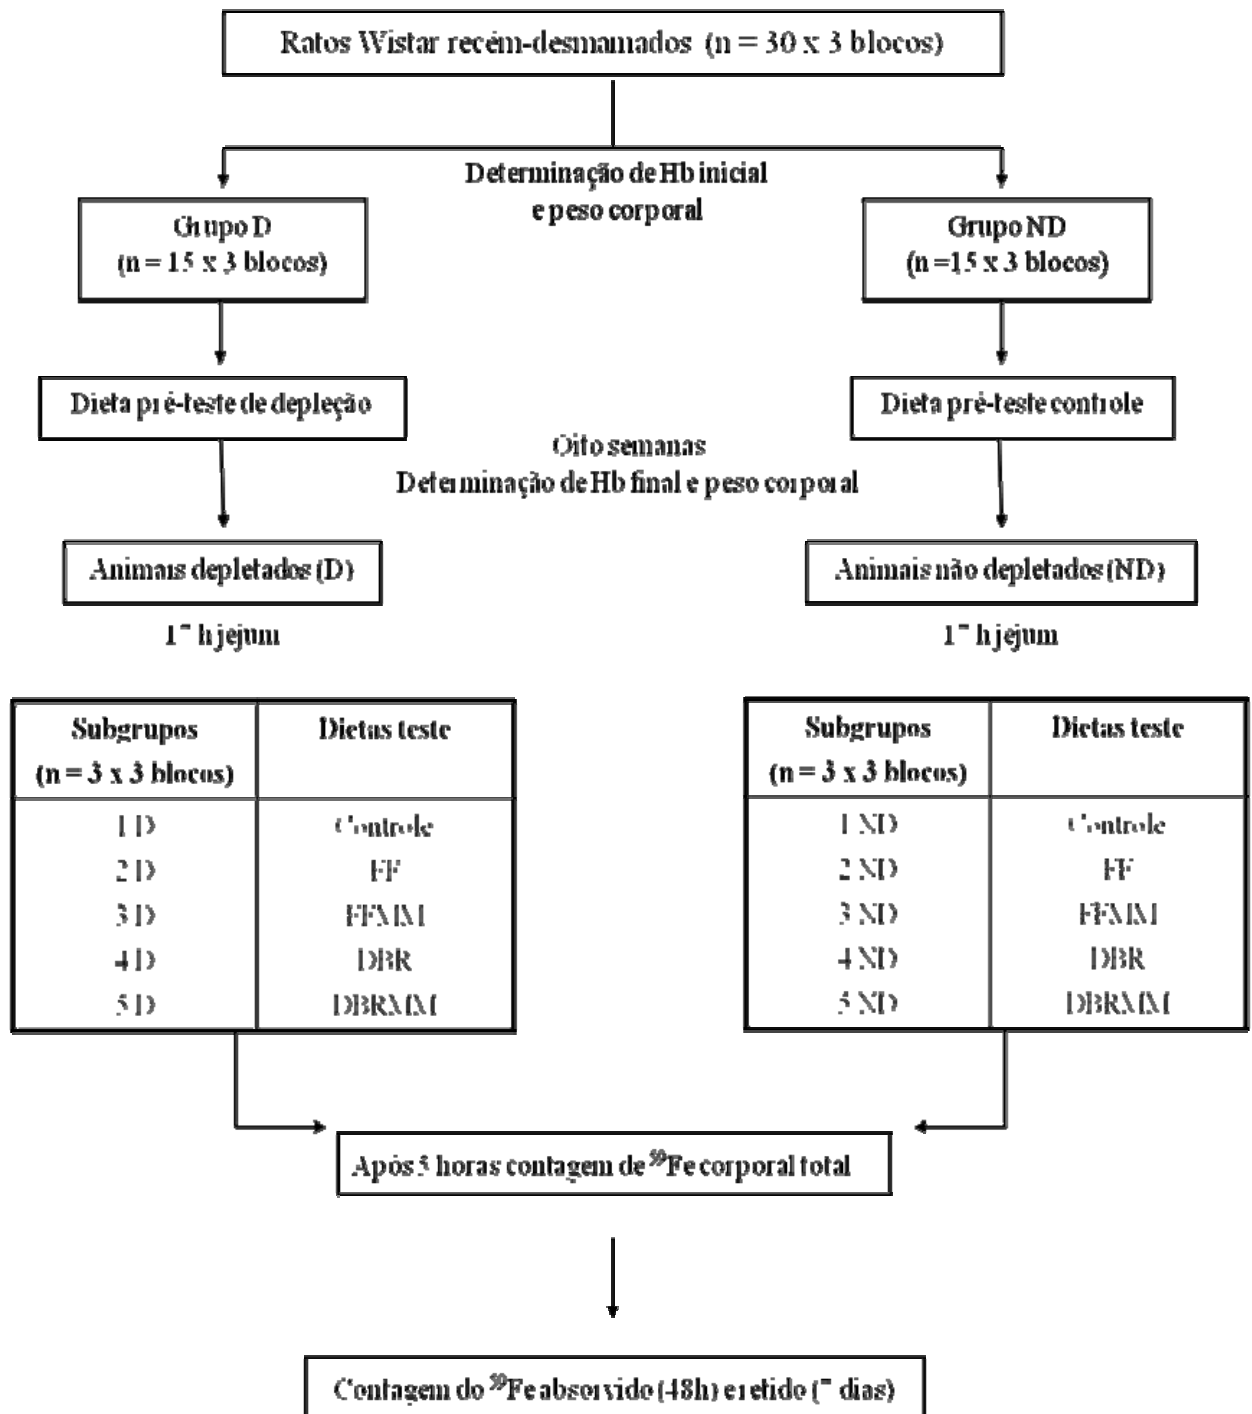 Ratos Wistar recém-desmamados (n = 30 x 3 blocos)
Determinação de Hb inicial
e peso corporal
Grupo D
(n = 15 x 3 blocos)
Grupo ND
(n =15 x 3 blocos)
Dieta pré-teste de depleção
Dieta pré-teste controle
Oito semanas
Determinação de Hb final e peso corporal
Animais depletados (D)
Animais não depletados (ND)
h jejum
h jejum
Subgrupos
(n = 3 x 3 blocos)
Dietas teste
1 D
Controle
2 D
FF
3 D
FFMM
4 D
DBR
5 D
DBRMM
Subgrupos
(n = 3 x 3 blocos)
Dietas teste
1 ND
Controle
2 ND
FF
3 ND
FFMM
4 ND
DBR
5 ND
DBRMM
Após 5 horas contagem de ⁵⁹Fe corporal total
Contagem do ⁵⁹Fe absorvido (48h) e retido ( dias)